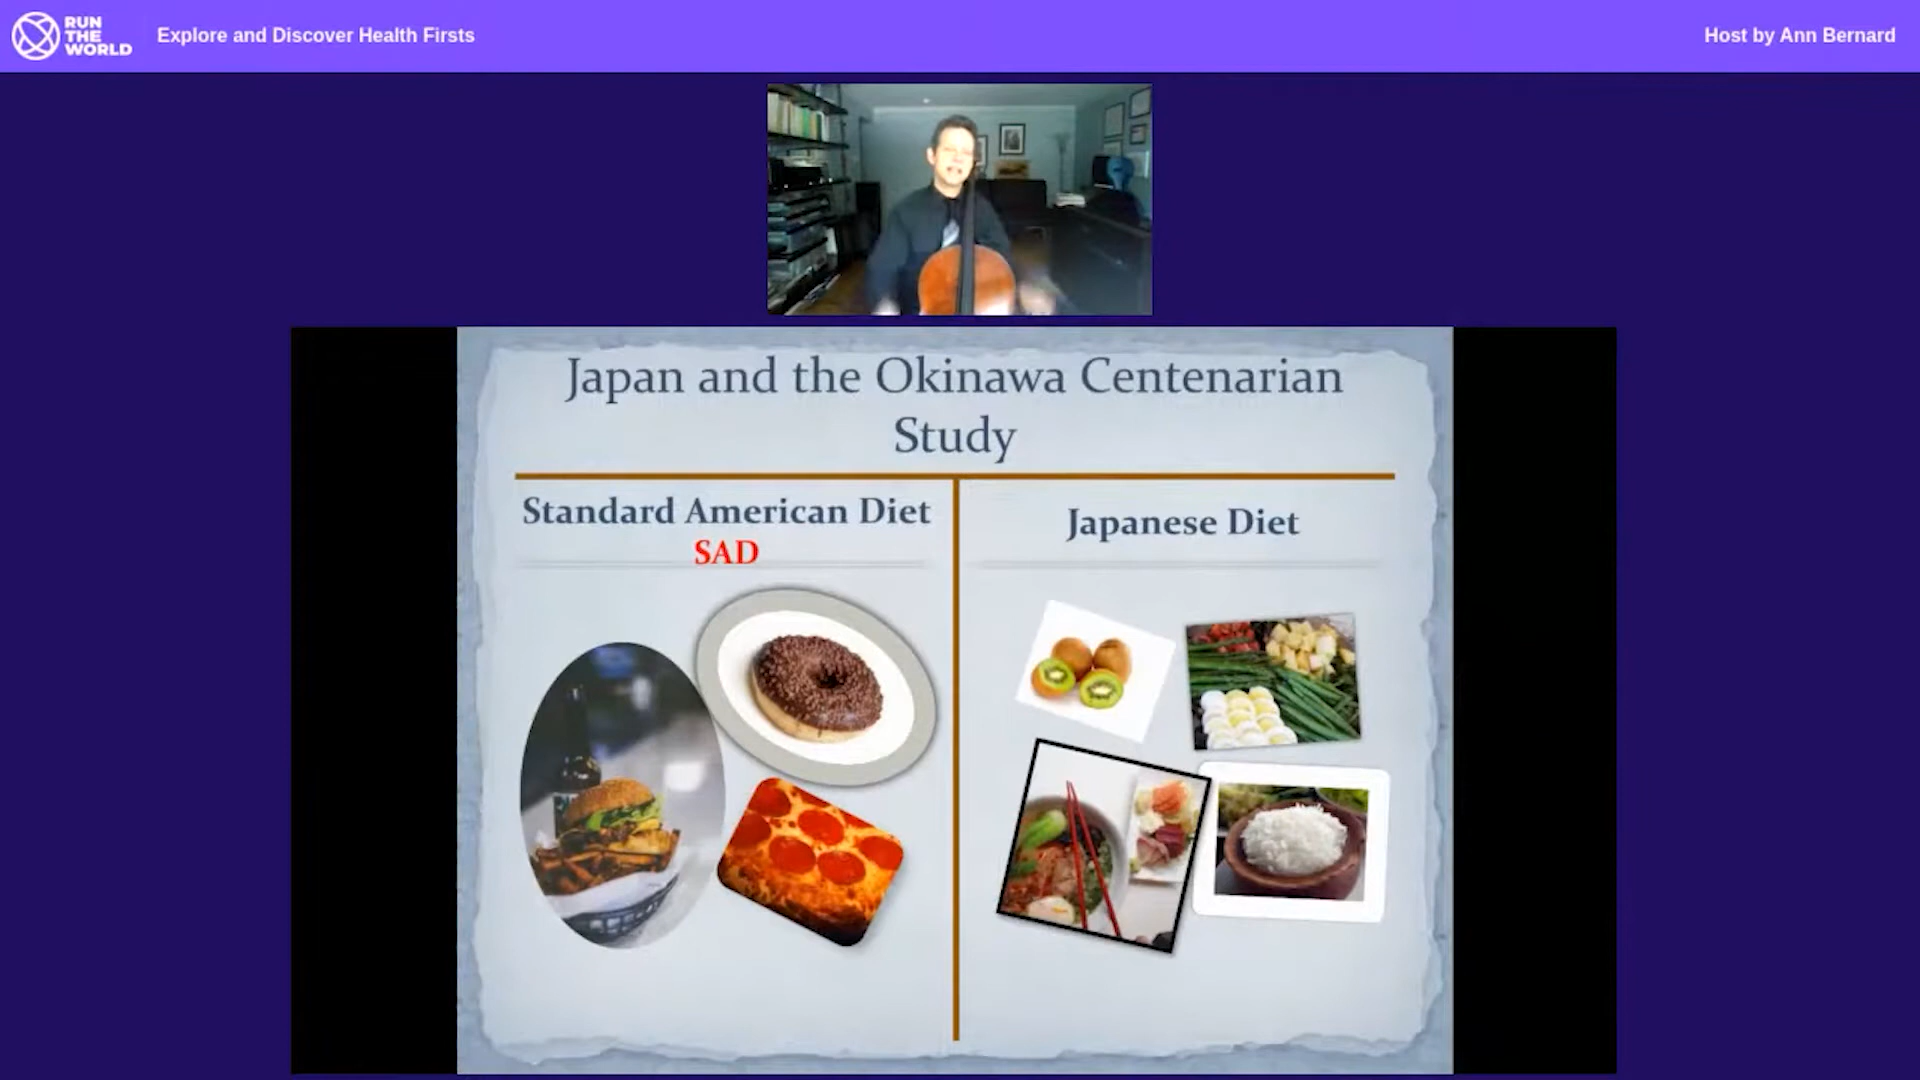 RUN
THE
WORLD
Explore and Discover Health Firsts
Host by Ann Bernard
Japan and the Okinawa Centenarian
Study
Standard American Diet
SAD
Japanese Diet